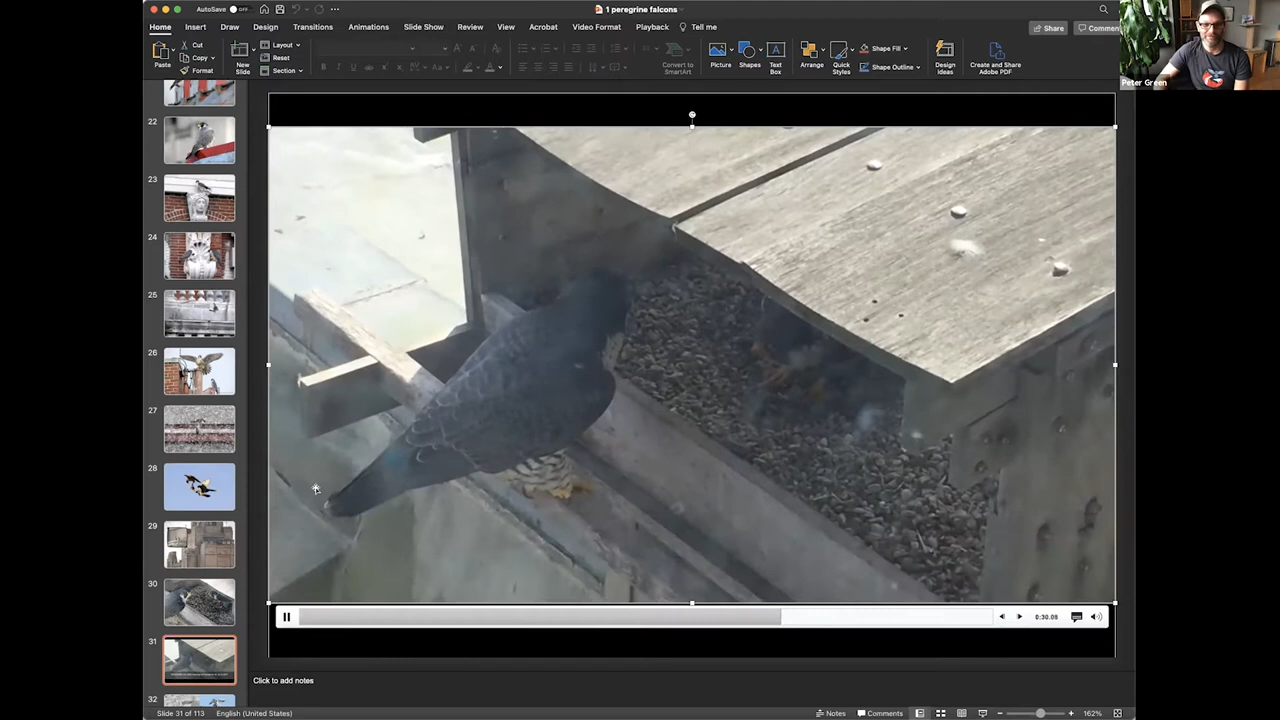 AutoSave OFF
1 peregrine falcons
Home Insert Draw Design Transitions Animations Slide Show Review View Acrobat Video Format Playback Tell me
Share Comments
Peter Green
Paste
Cut
Copy
Format
New Slide
Layout
Reset
Section
Convert to SmartArt
Picture
Shapes
Text Box
Arrange
Quick Styles
Shape Fill
Shape Outline
Design Ideas
Create and Share Adobe PDF
22
23
24
25
26
27
28
29
30
31
32
0:30.08
Click to add notes
Slide 31 of 113 English (United States) Notes Comments 162%